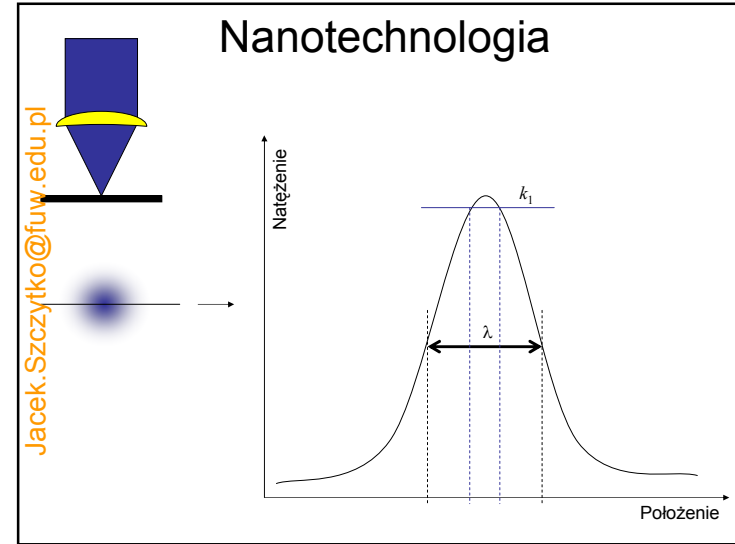 Nanotechnologia
Jacek.Szczytko@fuw.edu.pl
Natężenie
k₁
λ
Położenie